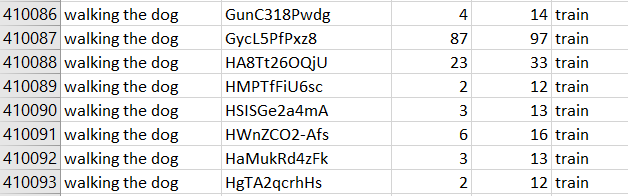 410086 walking the dog GunC318Pwdg 4 14 train
410087 walking the dog GycL5PfPxz8 87 97 train
410088 walking the dog HA8Tt26OQjU 23 33 train
410089 walking the dog HMPTfFiU6sc 2 12 train
410090 walking the dog HSISGe2a4mA 3 13 train
410091 walking the dog HWnZCO2-Afs 6 16 train
410092 walking the dog HaMukRd4zFk 3 13 train
410093 walking the dog HgTA2qcrhHs 2 12 train